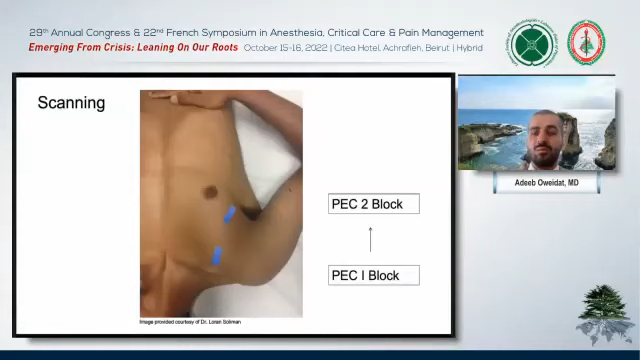 29th Annual Congress & 22nd French Symposium in Anesthesia, Critical Care & Pain Management
Emerging From Crisis: Leaning On Our Roots October 15-16, 2022 | Citea Hotel, Achrafien, Beirut | Hybrid
Scanning
PEC 2 Block
PEC I Block
Image provided courtesy of Dr. Loran Soliman
Adeeb Oweidat, MD